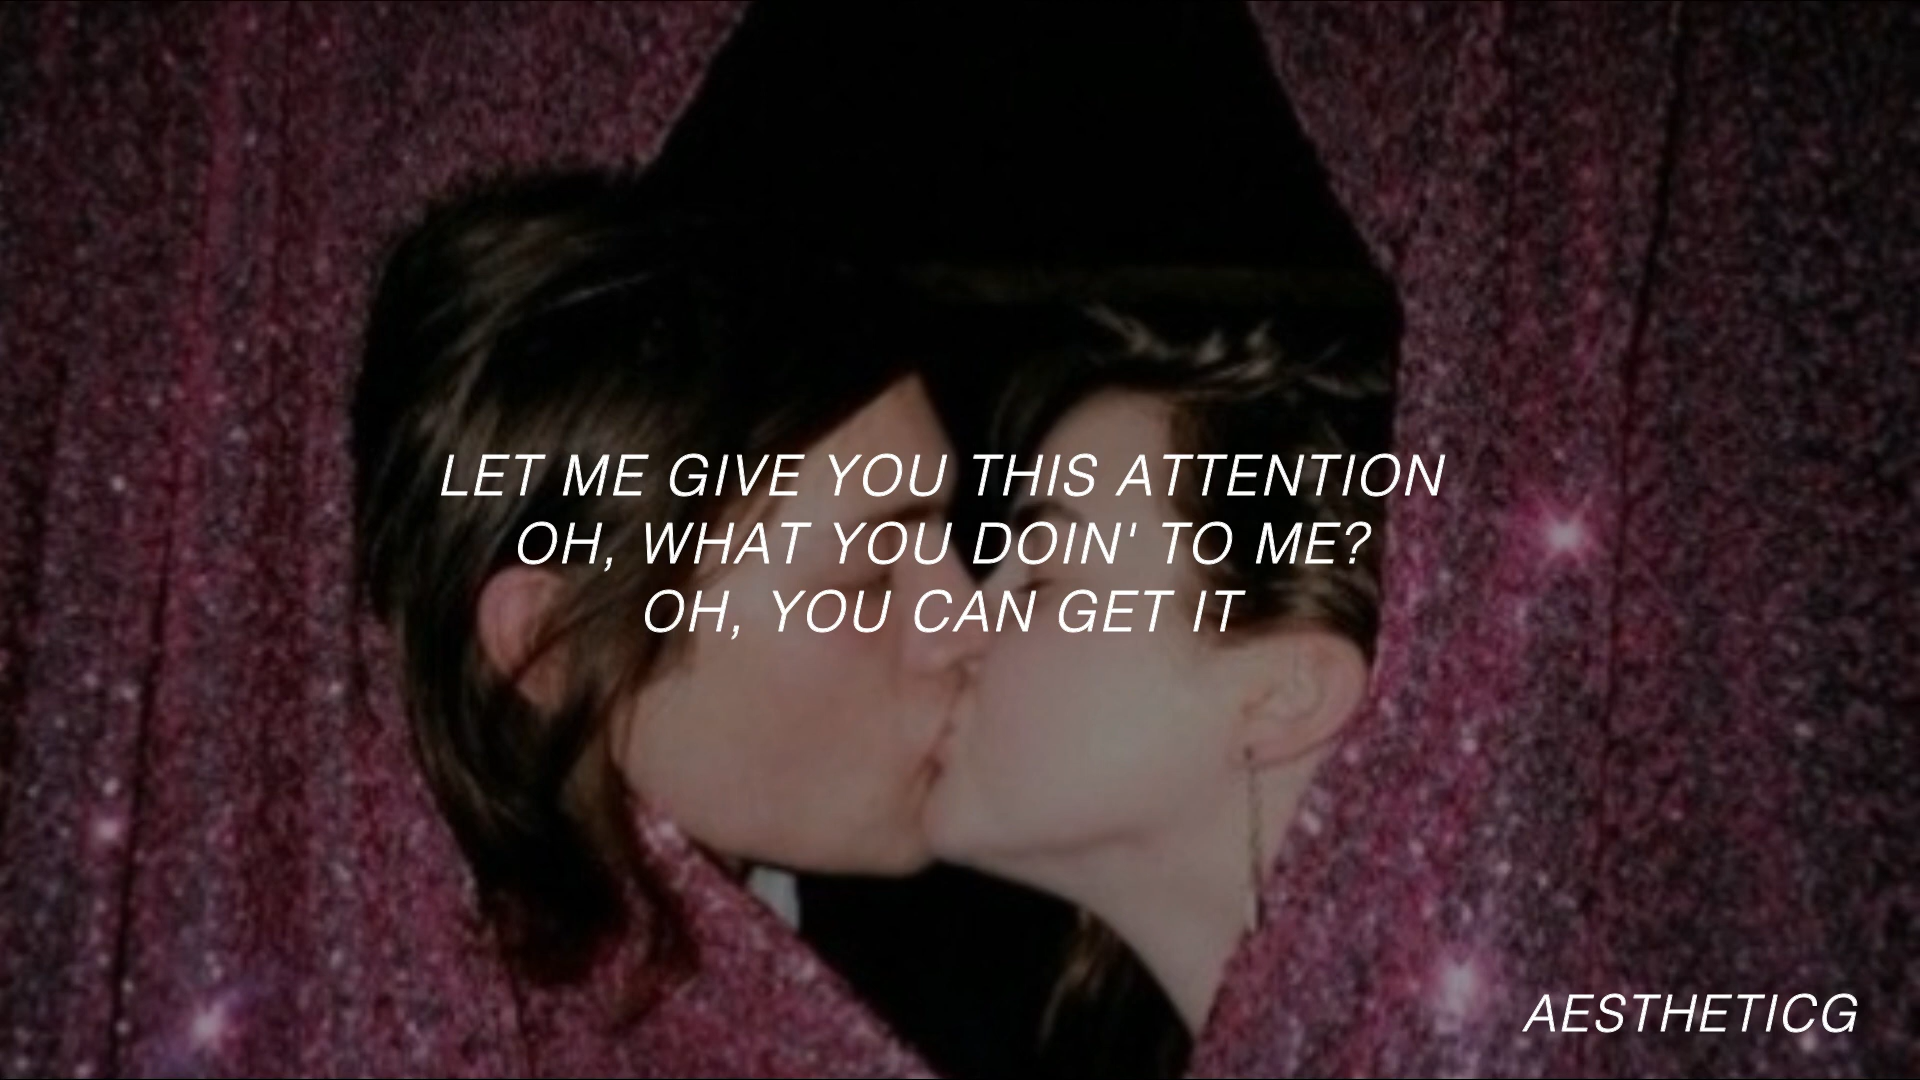 LET ME GIVE YOU THIS ATTENTION
OH, WHAT YOU DOIN' TO ME?
OH, YOU CAN GET IT
AESTHETICG